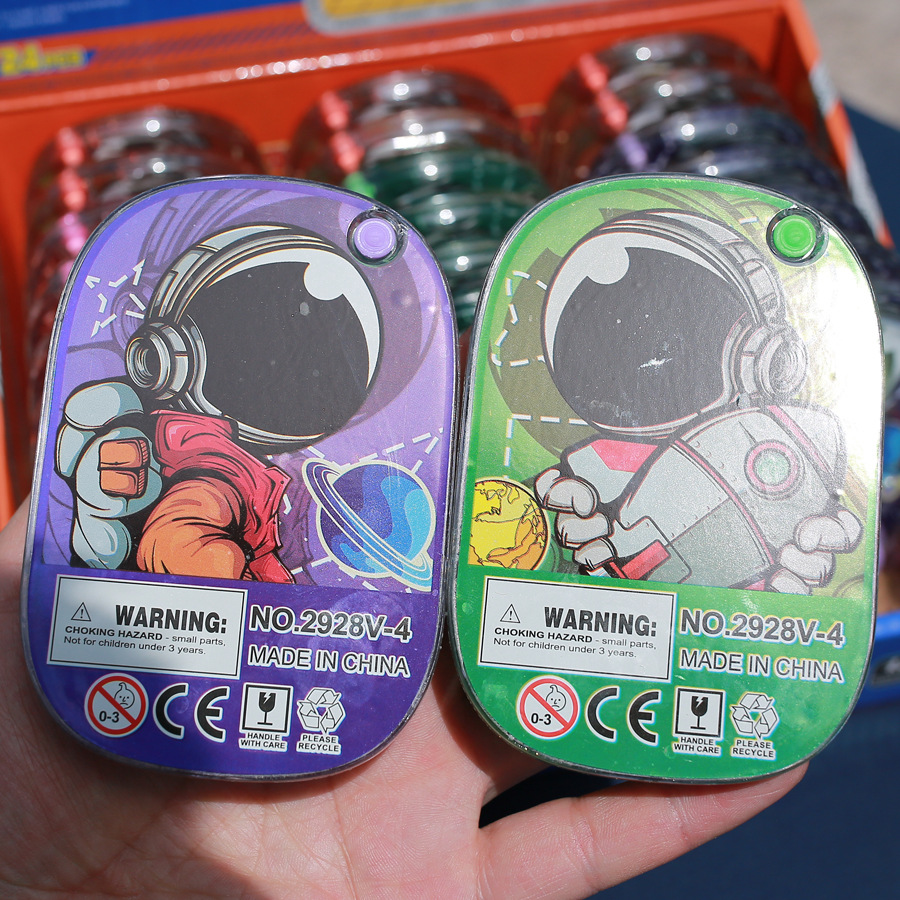 24PCS
WARNING:
CHOKING HAZARD - small parts,
Not for children under 3 years.
NO.2928V-4
MADE IN CHINA
0-3
CE
HANDLE
WITH CARE
PLEASE
RECYCLE
WARNING:
CHOKING HAZARD - small parts,
Not for children under 3 years.
NO.2928V-4
MADE IN CHINA
0-3
CE
HANDLE
WITH CARE
PLEASE
RECYCLE